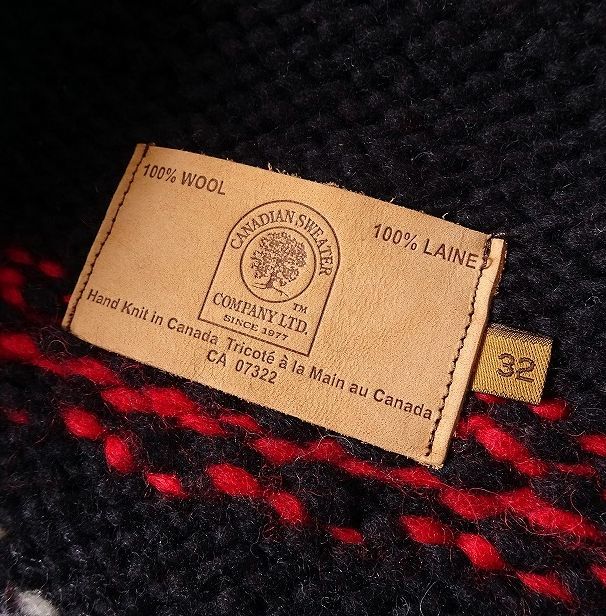 100% WOOL
100% LAINE
CANADIAN SWEATER
COMPANY LTD.
TM
SINCE 1977
Hand Knit in Canada Tricoté à la Main au Canada
CA 07322
32